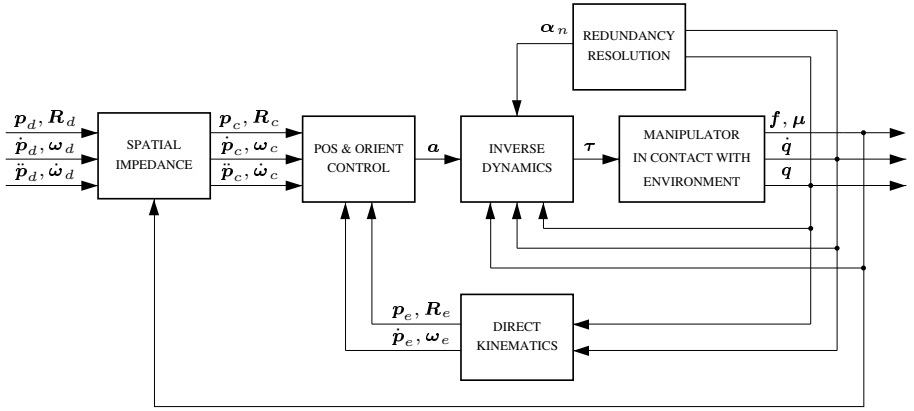 α_n
REDUNDANCY
RESOLUTION
p_d, R_d
ṗ_d, ω_d
p̈_d, ω̇_d
SPATIAL
IMPEDANCE
p_c, R_c
ṗ_c, ω_c
p̈_c, ω̇_c
POS & ORIENT
CONTROL
a
INVERSE
DYNAMICS
τ
MANIPULATOR
IN CONTACT WITH
ENVIRONMENT
f, μ
q̇
q
p_e, R_e
ṗ_e, ω_e
DIRECT
KINEMATICS